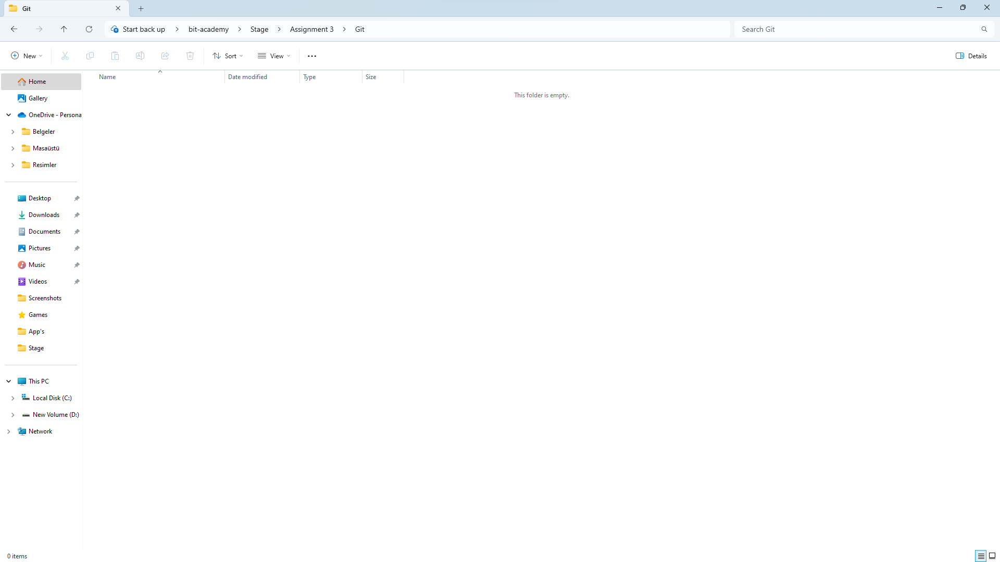 Git
Start back up
bit-academy
Stage
Assignment 3
Git
Search Git
New
Sort
View
Details
Name
Date modified
Type
Size
This folder is empty.
Home
Gallery
OneDrive - Persona
Belgeler
Masaüstü
Resimler
Desktop
Downloads
Documents
Pictures
Music
Videos
Screenshots
Games
App's
Stage
This PC
Local Disk (C:)
New Volume (D:)
Network
0 items